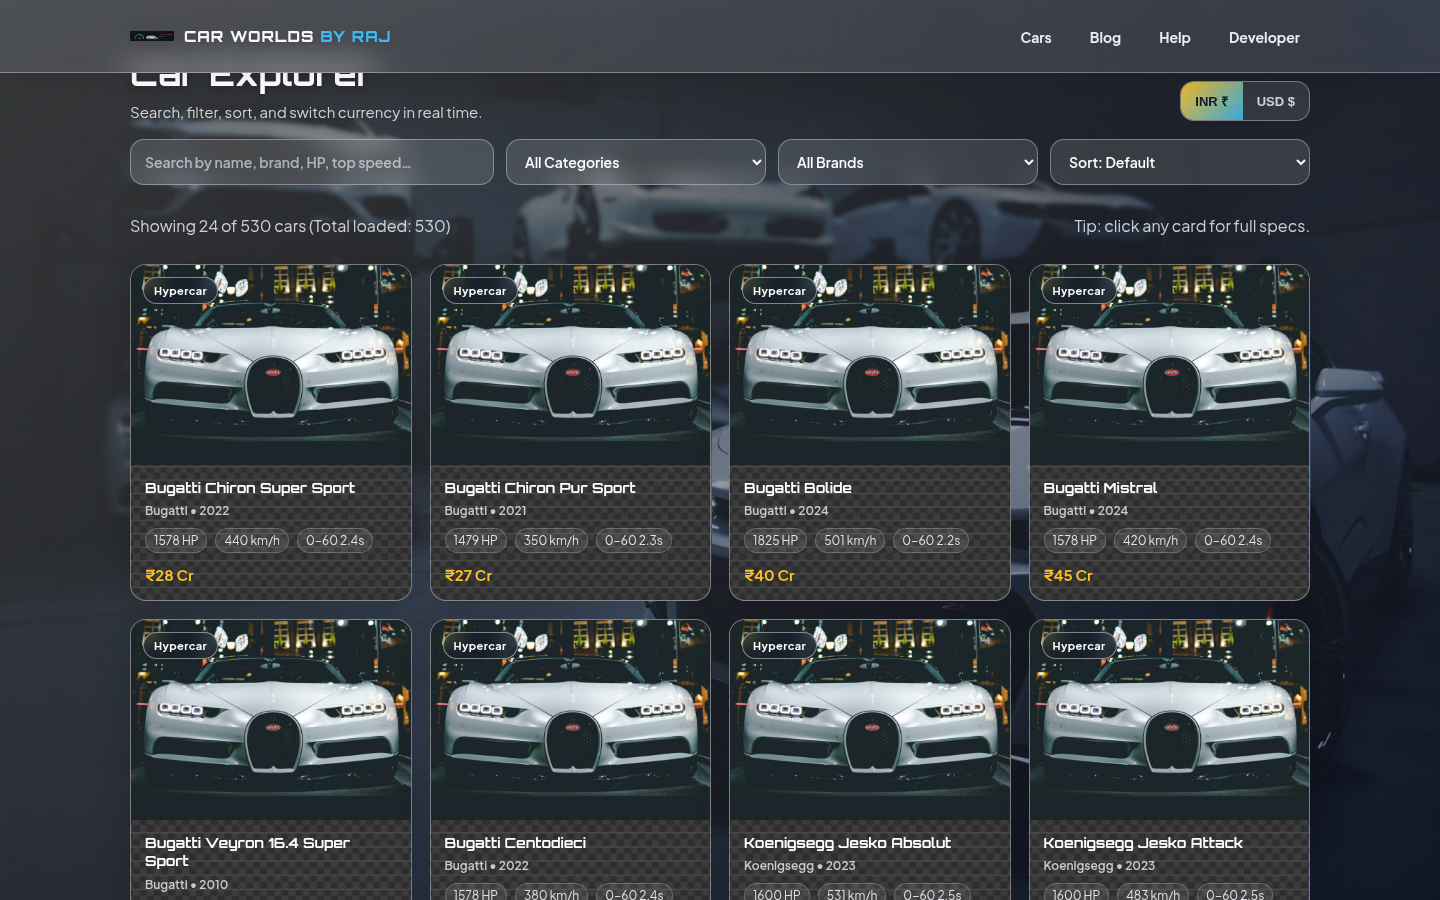 CAR WORLDS BY RAJ
Cars
Blog
Help
Developer
Car Explorer
Search, filter, sort, and switch currency in real time.
INR ₹
USD $
Search by name, brand, HP, top speed…
All Categories
All Brands
Sort: Default
Showing 24 of 530 cars (Total loaded: 530)
Tip: click any card for full specs.
Hypercar
Bugatti Chiron Super Sport
Bugatti • 2022
1578 HP
440 km/h
0–60 2.4s
₹28 Cr
Hypercar
Bugatti Chiron Pur Sport
Bugatti • 2021
1479 HP
350 km/h
0–60 2.3s
₹27 Cr
Hypercar
Bugatti Bolide
Bugatti • 2024
1825 HP
501 km/h
0–60 2.2s
₹40 Cr
Hypercar
Bugatti Mistral
Bugatti • 2024
1578 HP
420 km/h
0–60 2.4s
₹45 Cr
Hypercar
Bugatti Veyron 16.4 Super
Sport
Bugatti • 2010
Hypercar
Bugatti Centodieci
Bugatti • 2022
1578 HP
380 km/h
0–60 2.4s
Hypercar
Koenigsegg Jesko Absolut
Koenigsegg • 2023
1600 HP
531 km/h
0–60 2.5s
Hypercar
Koenigsegg Jesko Attack
Koenigsegg • 2023
1600 HP
483 km/h
0–60 2.5s